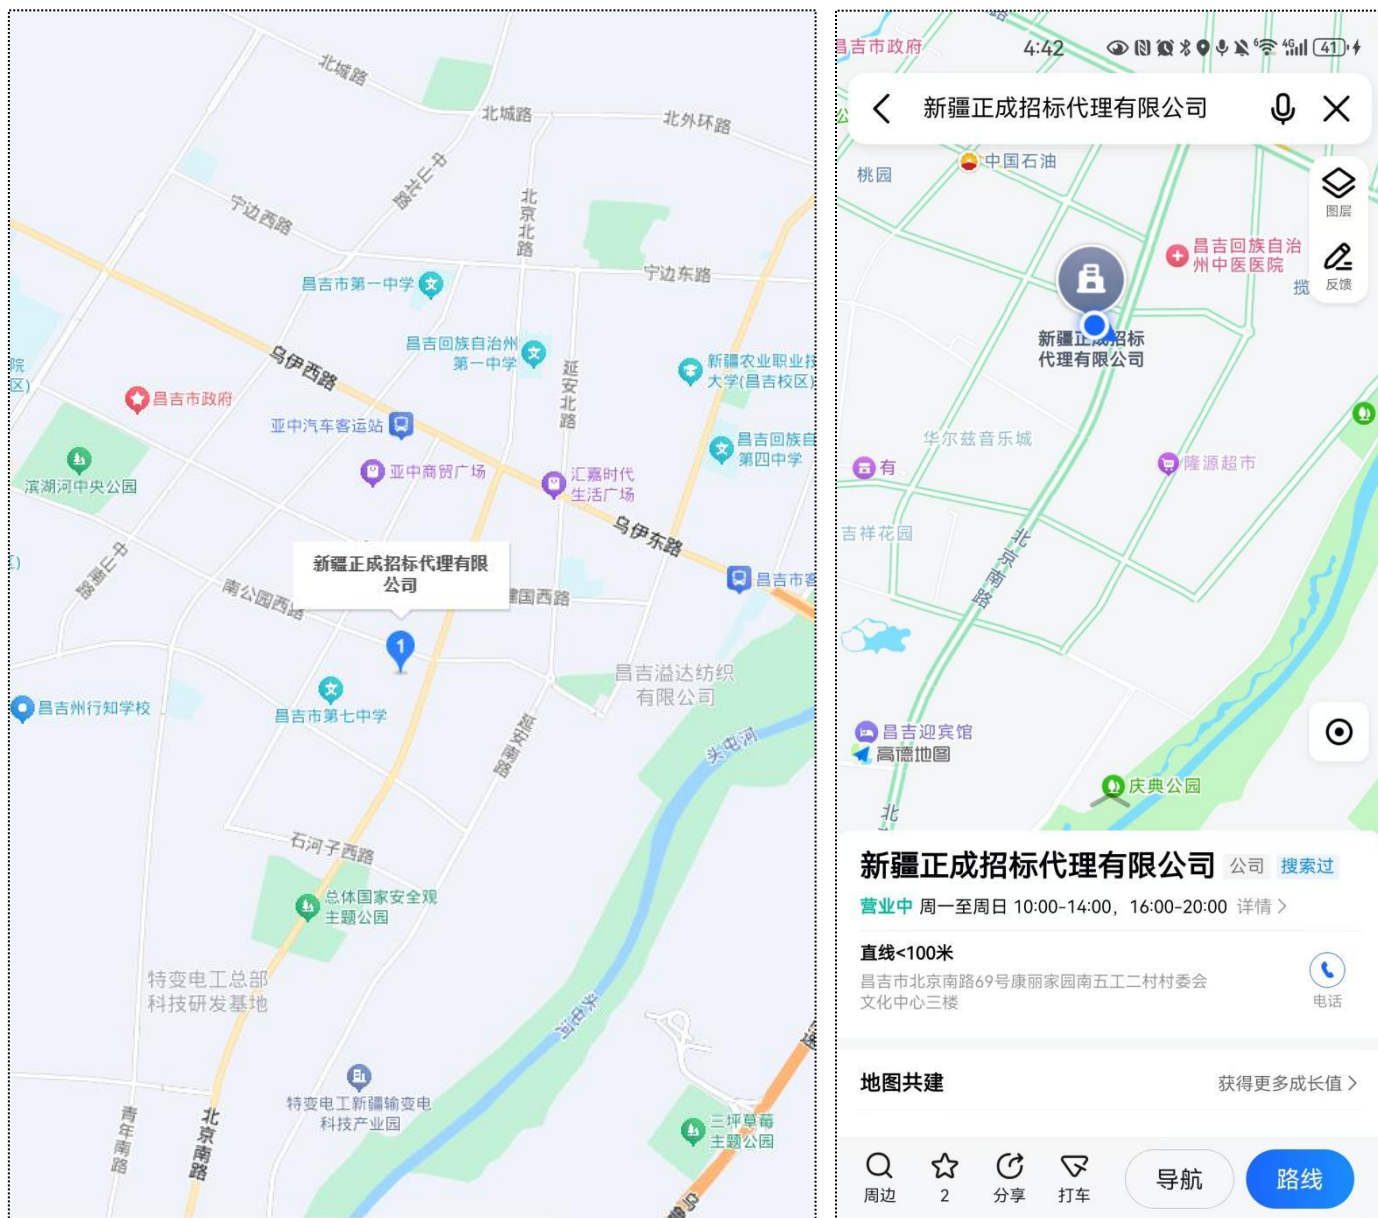 北城路
北城路
北外环路
中山北路
北京北路
宁边西路
宁边东路
昌吉市第一中学
昌吉回族自治州
第一中学
乌伊西路
延安北路
新疆农业职业技
大学(昌吉校区)
院
区)
昌吉市政府
亚中汽车客运站
昌吉回族自
第四中学
亚中商贸广场
汇嘉时代
生活广场
滨湖河中央公园
乌伊东路
中山南路
新疆正成招标代理有限
公司
昌吉市客
南公园西路
建国西路
1
昌吉溢达纺织
有限公司
昌吉州行知学校
昌吉市第七中学
延安南路
头屯河
石河子西路
总体国家安全观
主题公园
特变电工总部
科技研发基地
头屯河
特变电工新疆输变电
科技产业园
青年南路
北京南路
三坪草莓
主题公园
昌吉市政府
4:42
4G
41
新疆正成招标代理有限公司
中国石油
桃园
图层
昌吉回族自治
州中医医院
揽
反馈
新疆正成招标
代理有限公司
华尔兹音乐城
有
隆源超市
吉祥花园
北京南路
昌吉迎宾馆
高德地图
庆典公园
北
新疆正成招标代理有限公司 公司 搜索过
营业中 周一至周日 10:00-14:00，16:00-20:00 详情 >
直线<100米
昌吉市北京南路69号康丽家园南五工二村村委会
文化中心三楼
电话
地图共建 获得更多成长值 >
周边 2 分享 打车 导航 路线